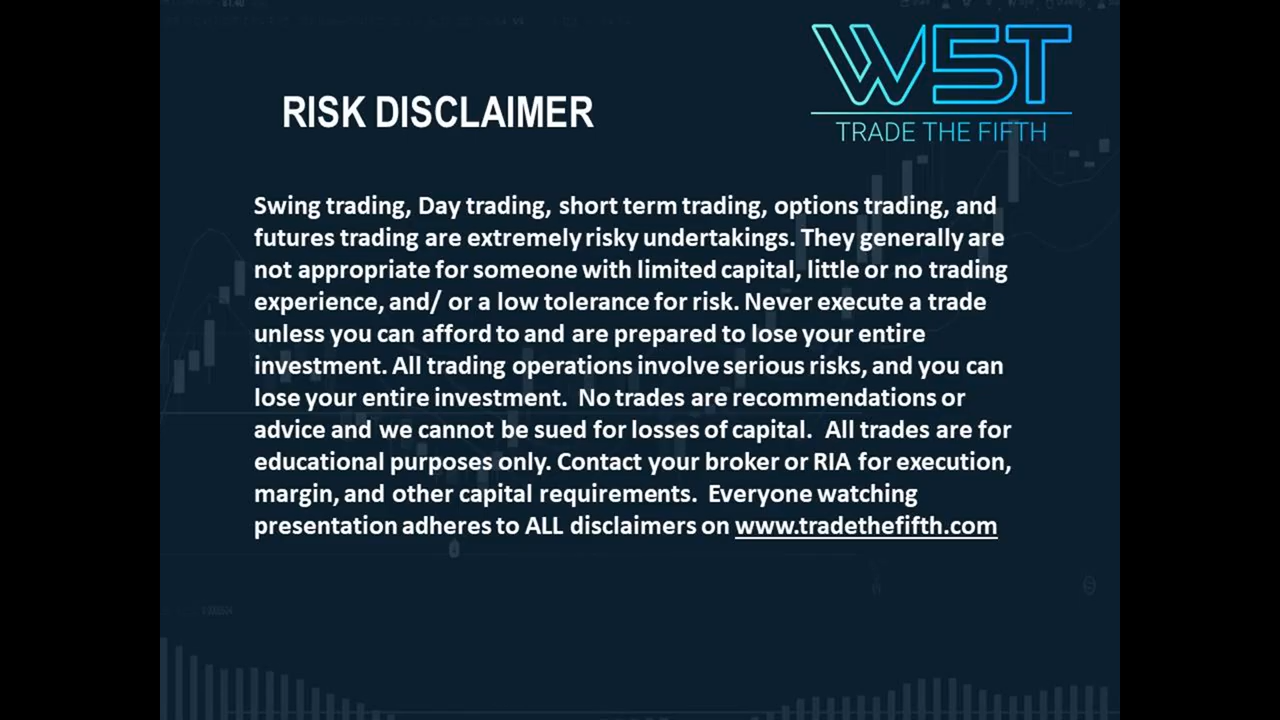 W5T
TRADE THE FIFTH
RISK DISCLAIMER
Swing trading, Day trading, short term trading, options trading, and
futures trading are extremely risky undertakings. They generally are
not appropriate for someone with limited capital, little or no trading
experience, and/ or a low tolerance for risk. Never execute a trade
unless you can afford to and are prepared to lose your entire
investment. All trading operations involve serious risks, and you can
lose your entire investment.  No trades are recommendations or
advice and we cannot be sued for losses of capital.  All trades are for
educational purposes only. Contact your broker or RIA for execution,
margin, and other capital requirements.  Everyone watching
presentation adheres to ALL disclaimers on www.tradethefifth.com